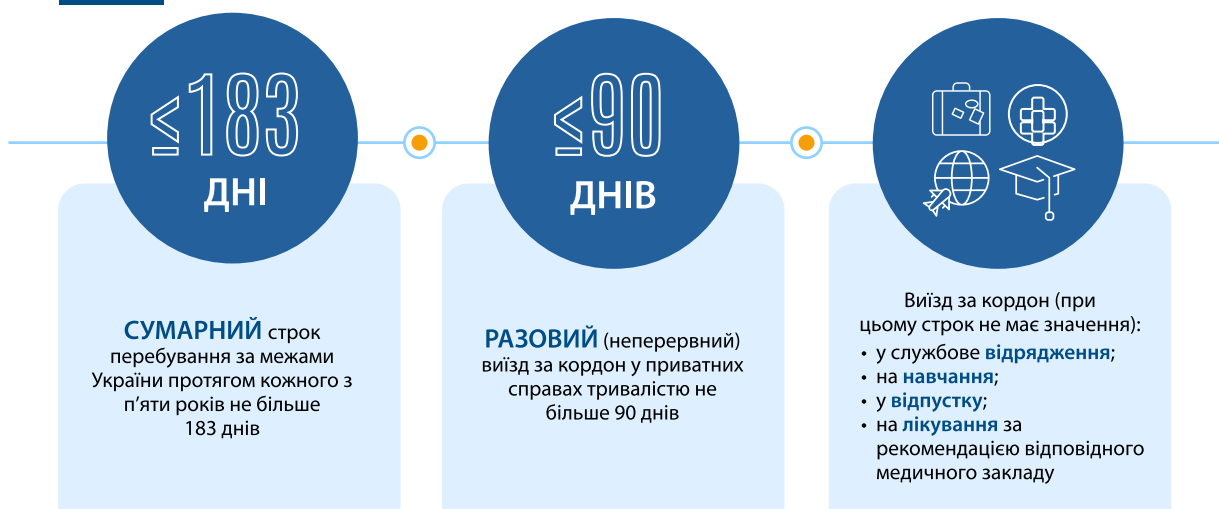 ≤183
ДНІ
СУМАРНИЙ строк
перебування за межами
України протягом кожного з
п’яти років не більше
183 днів
≤90
ДНІВ
РАЗОВИЙ (неперервний)
виїзд за кордон у приватних
справах тривалістю не
більше 90 днів
Виїзд за кордон (при
цьому строк не має значення):
• у службове відрядження;
• на навчання;
• у відпустку;
• на лікування за
рекомендацією відповідного
медичного закладу